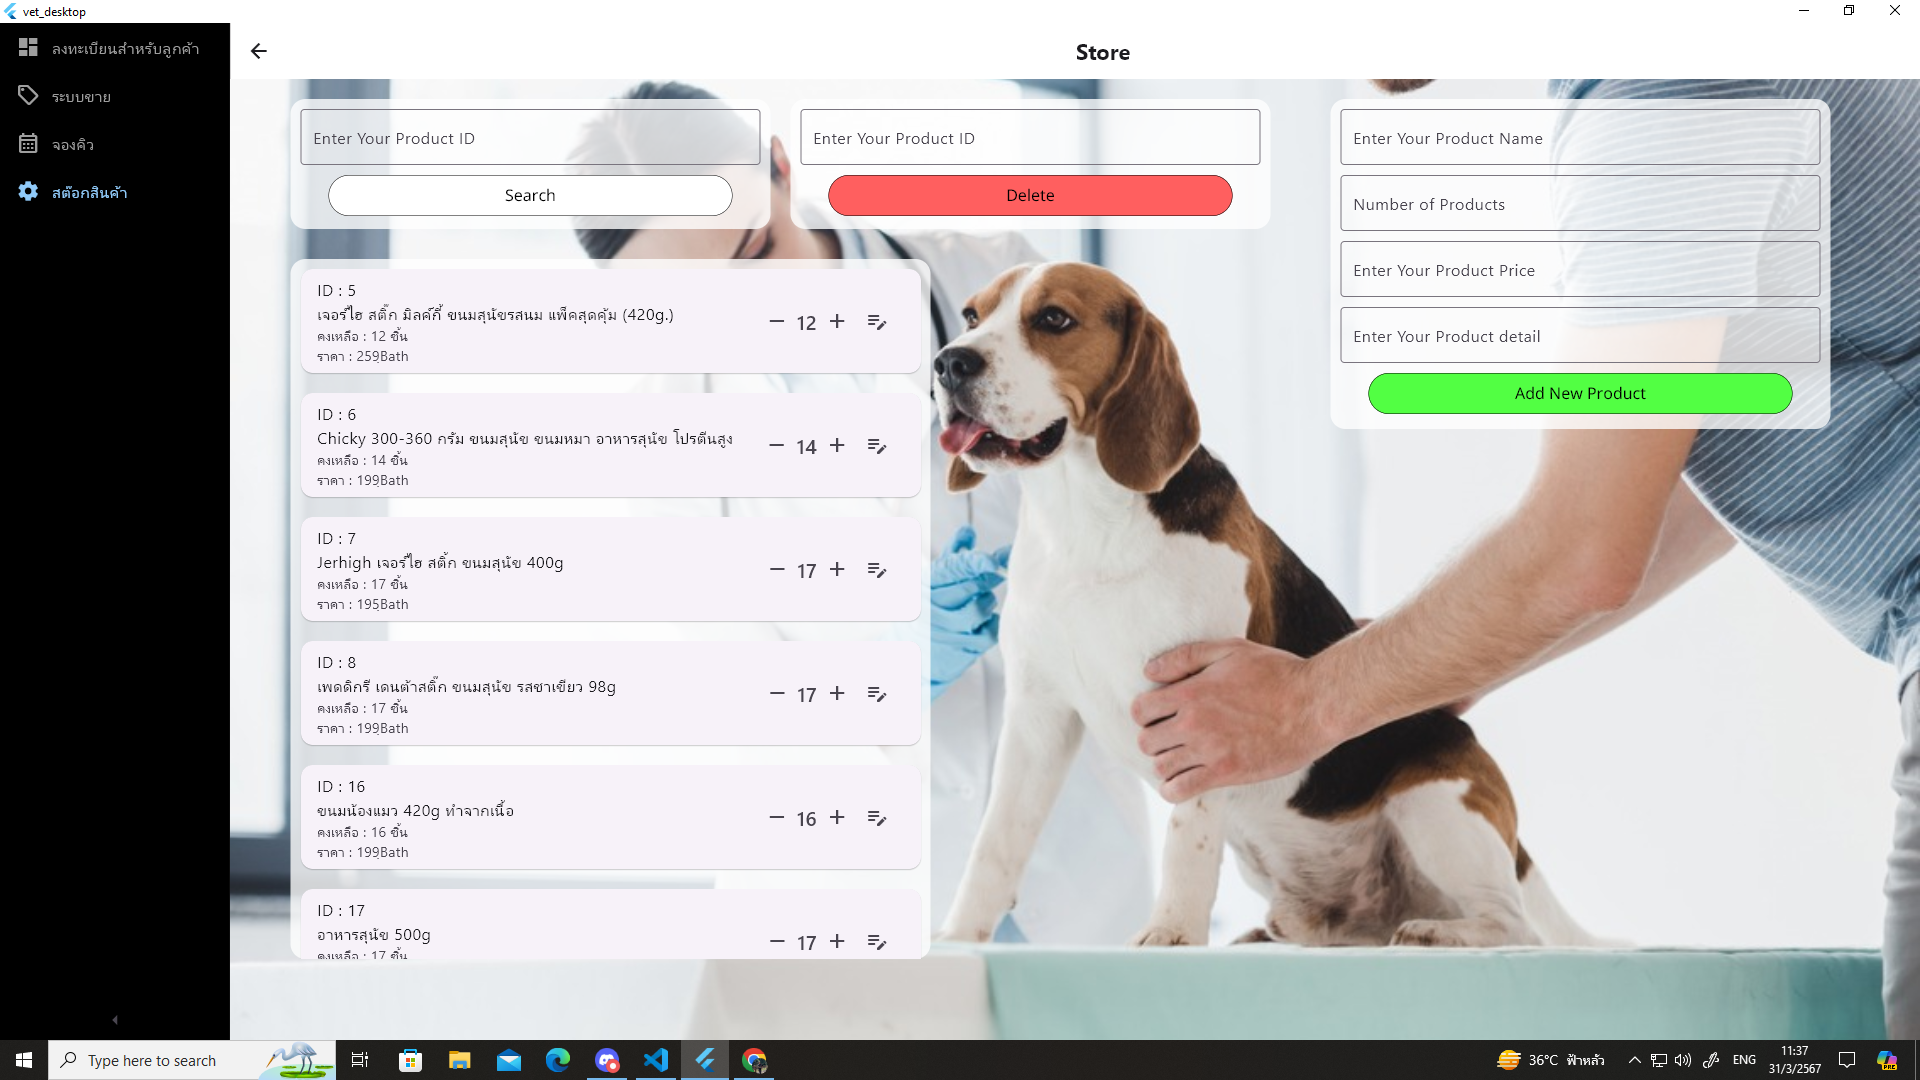 vet_desktop
ลงทะเบียนสำหรับลูกค้า
ระบบขาย
จองคิว
สต๊อกสินค้า
Store
Enter Your Product ID
Search
Enter Your Product ID
Delete
Enter Your Product Name
Number of Products
Enter Your Product Price
Enter Your Product detail
Add New Product
ID : 5
เจอร์ไฮ สติ๊ก มิลค์กี้ ขนมสุนัขรสนม แพ็คสุดคุ้ม (420g.)
คงเหลือ : 12 ชิ้น
ราคา : 259ฺBath
12
ID : 6
Chicky 300-360 กรัม ขนมสุนัข ขนมหมา อาหารสุนัข โปรตีนสูง
คงเหลือ : 14 ชิ้น
ราคา : 199ฺBath
14
ID : 7
Jerhigh เจอร์ไฮ สติ๊ก ขนมสุนัข 400g
คงเหลือ : 17 ชิ้น
ราคา : 195ฺBath
17
ID : 8
เพดดิกรี เดนต้าสติ๊ก ขนมสุนัข รสชาเขียว 98g
คงเหลือ : 17 ชิ้น
ราคา : 199ฺBath
17
ID : 16
ขนมน้องแมว 420g ทำจากเนื้อ
คงเหลือ : 16 ชิ้น
ราคา : 199ฺBath
16
ID : 17
อาหารสุนัข 500g
คงเหลือ : 17 ชิ้น
17
Type here to search
36°C ฟ้าหลัว
ENG
11:37
31/3/2567
PRE